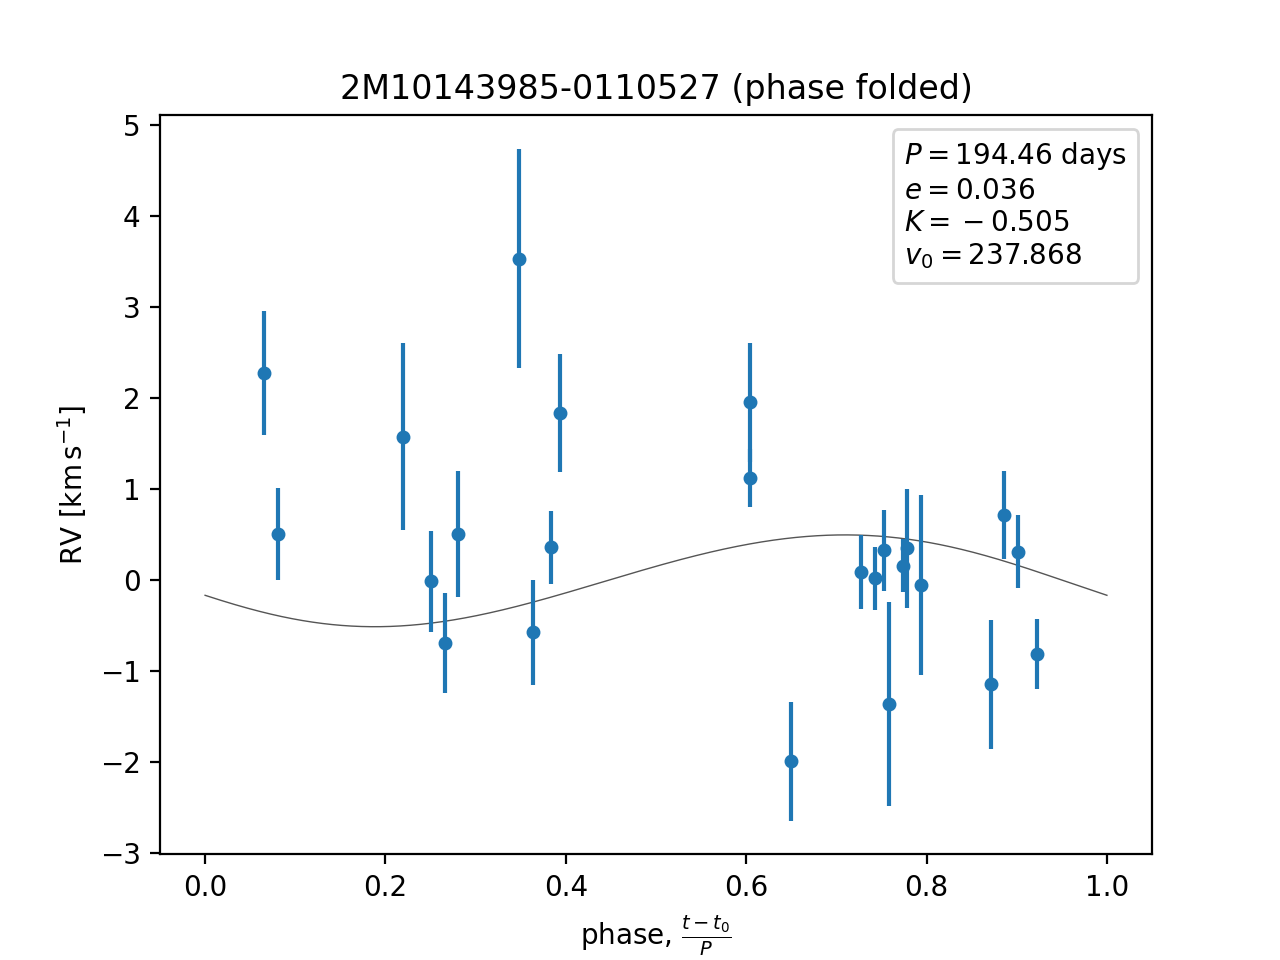 2M10143985-0110527 (phase folded)
P = 194.46 days
e = 0.036
K = −0.505
v₀ = 237.868
RV [km s⁻¹]
5
4
3
2
1
0
−1
−2
−3
0.0 0.2 0.4 0.6 0.8 1.0
phase, (t − t₀)/P